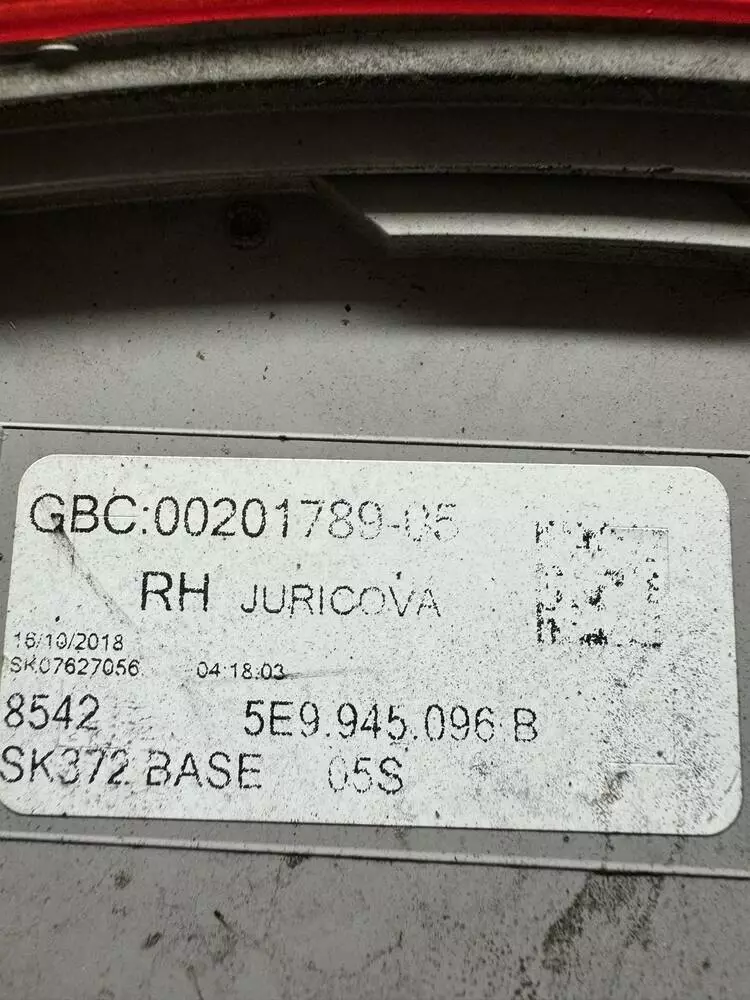 GBC:00201789-05
RH JURICOVA
16/10/2018
SK07627056 04:18:03
8542 5E9.945.096 B
SK372 BASE 05S